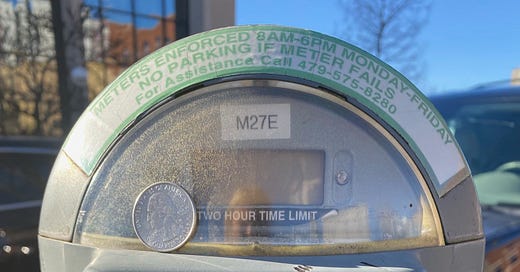 METERS ENFORCED 8AM-6PM MONDAY-FRIDAY
NO PARKING IF METER FAILS
For Assistance Call 479-575-8280
M27E
TWO HOUR TIME LIMIT